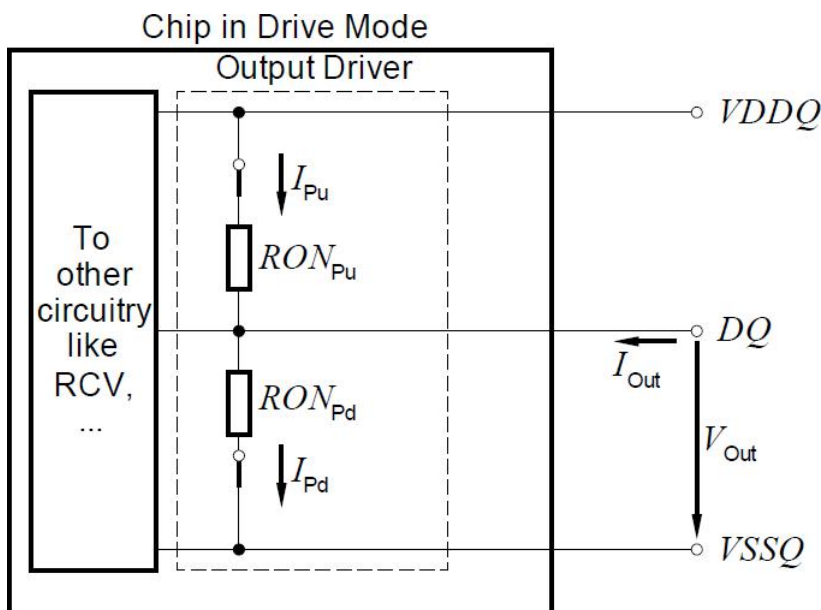 Chip in Drive Mode
Output Driver
VDDQ
I_Pu
To
other
circuitry
like
RCV,
...
RON_Pu
DQ
I_Out
RON_Pd
V_Out
I_Pd
VSSQ